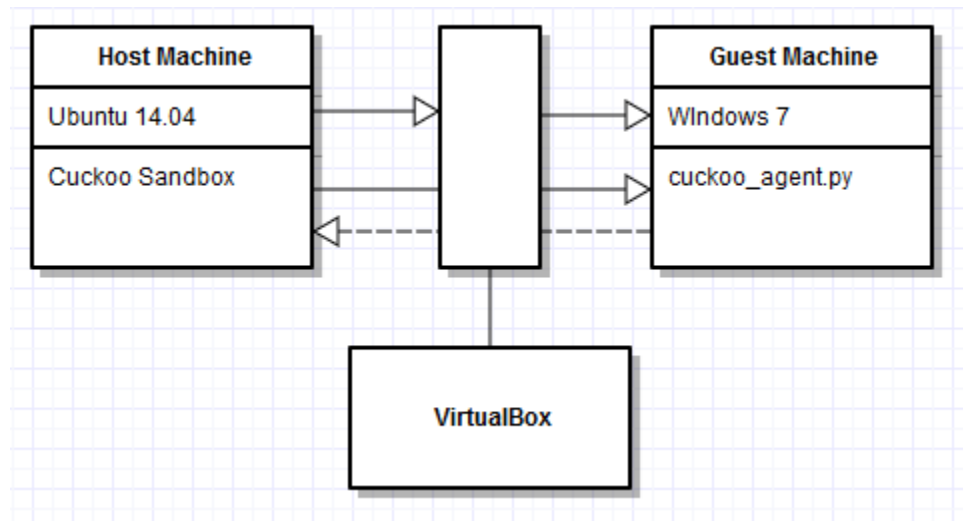 Host Machine
Ubuntu 14.04
Cuckoo Sandbox
Guest Machine
WIndows 7
cuckoo_agent.py
VirtualBox